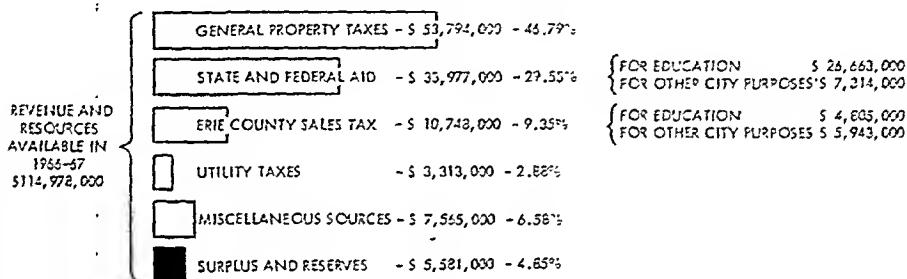 GENERAL PROPERTY TAXES - $ 53,794,000 - 46.79%
STATE AND FEDERAL AID - $ 33,977,000 - 29.55%
FOR EDUCATION $ 26,663,000
FOR OTHER CITY PURPOSES $ 7,314,000
REVENUE AND
RESOURCES
AVAILABLE IN
1966-67
$114,978,000
ERIE COUNTY SALES TAX - $ 10,748,000 - 9.35%
FOR EDUCATION $ 4,805,000
FOR OTHER CITY PURPOSES $ 5,943,000
UTILITY TAXES - $ 3,313,000 - 2.88%
MISCELLANEOUS SOURCES - $ 7,565,000 - 6.58%
SURPLUS AND RESERVES - $ 5,581,000 - 4.85%